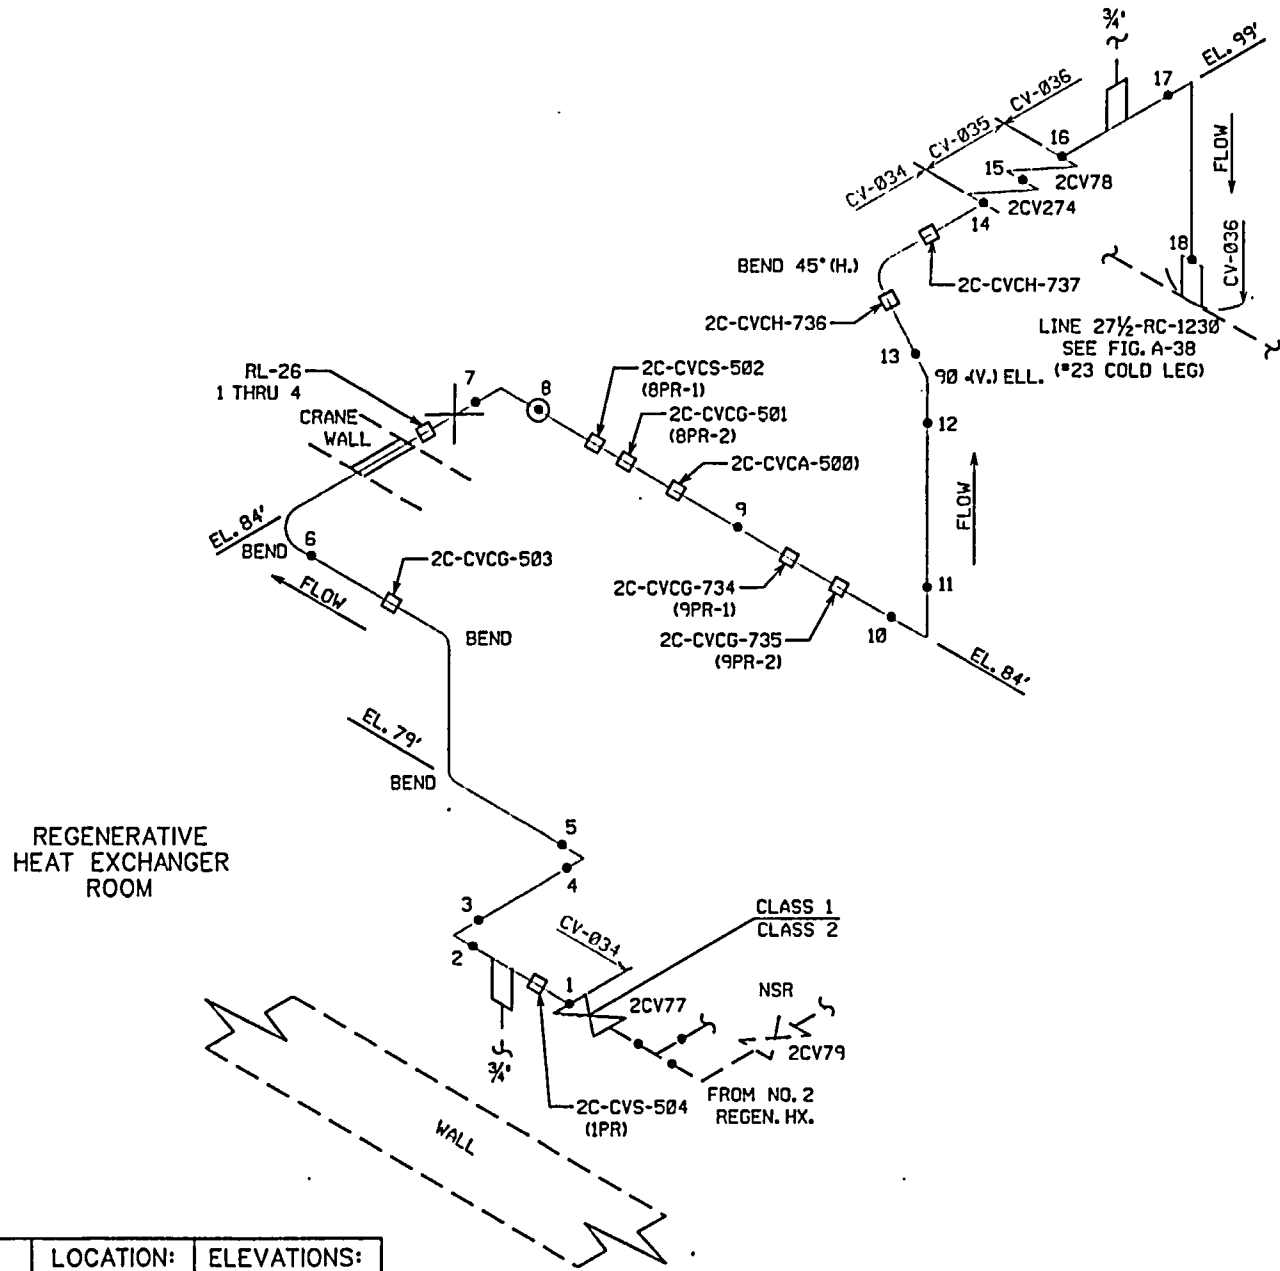 3/4"
EL. 99'
17
CV-036
CV-035
CV-034
16
15
2CV78
2CV274
14
FLOW
CV-036
18
BEND 45° (H.)
2C-CVCH-737
2C-CVCH-736
LINE 27½-RC-1230
SEE FIG. A-38
(#23 COLD LEG)
13
90 (V.) ELL.
12
FLOW
11
RL-26
1 THRU 4
7
8
2C-CVCS-502
(8PR-1)
2C-CVCG-501
(8PR-2)
2C-CVCA-500)
CRANE
WALL
9
EL. 84'
BEND
6
2C-CVCG-503
FLOW
BEND
2C-CVCG-734
(9PR-1)
2C-CVCG-735
(9PR-2)
10
EL. 84'
EL. 79'
BEND
REGENERATIVE
HEAT EXCHANGER
ROOM
5
4
3
2
CV-034
1
CLASS 1
CLASS 2
2CV77
NSR
2CV79
3/4"
FROM NO. 2
REGEN. HX.
2C-CVS-504
(1PR)
WALL
LOCATION:
ELEVATIONS: